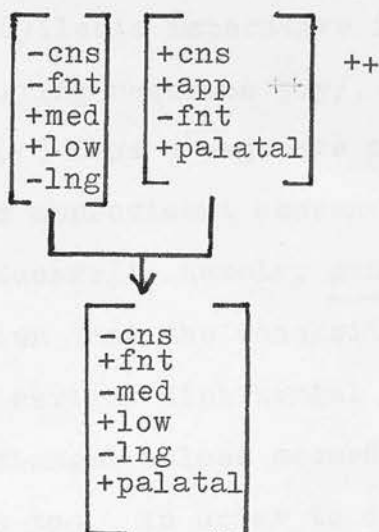 -cns
-fnt
+med
+low
-lng
+cns
+app
-fnt
+palatal
++
-cns
+fnt
-med
+low
-lng
+palatal